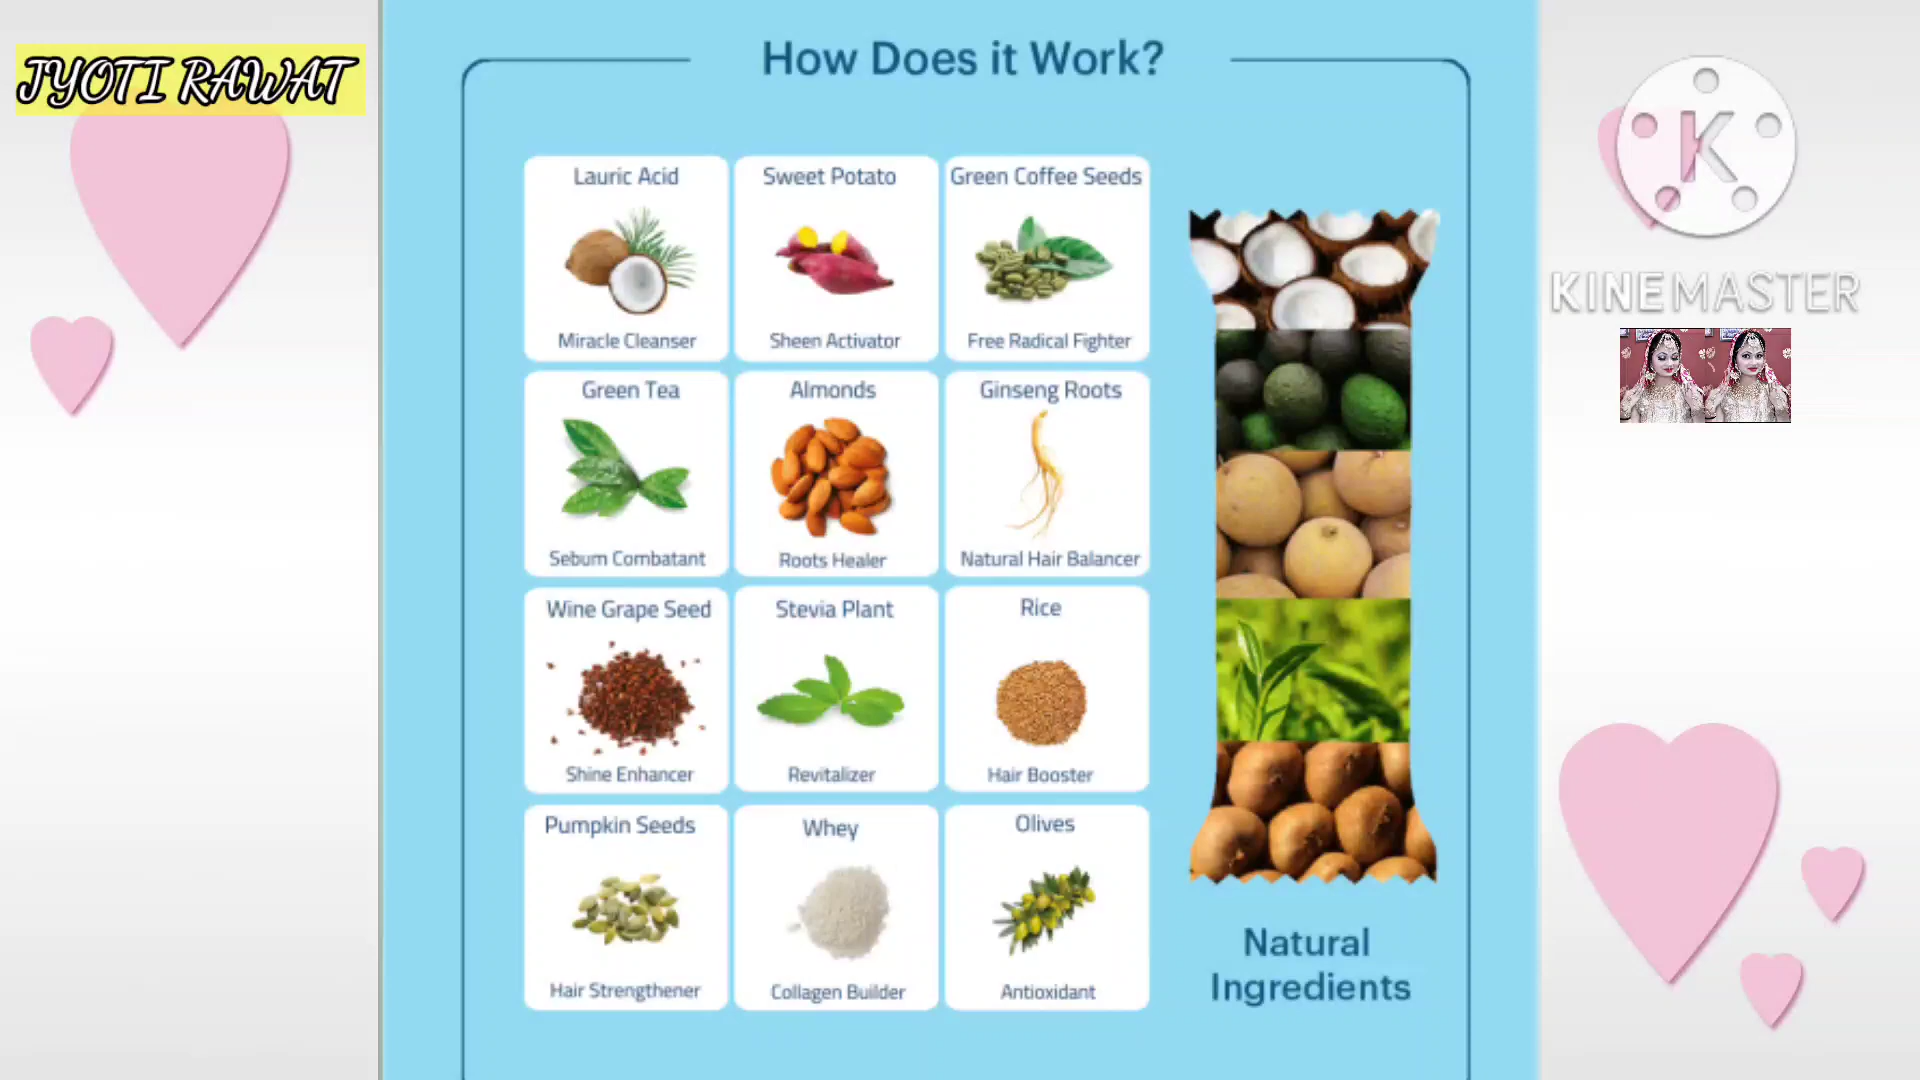 JYOTI RAWAT
How Does it Work?
KINEMASTER
Lauric Acid
Miracle Cleanser
Sweet Potato
Sheen Activator
Green Coffee Seeds
Free Radical Fighter
Green Tea
Sebum Combatant
Almonds
Roots Healer
Ginseng Roots
Natural Hair Balancer
Wine Grape Seed
Shine Enhancer
Stevia Plant
Revitalizer
Rice
Hair Booster
Pumpkin Seeds
Hair Strengthener
Whey
Collagen Builder
Olives
Antioxidant
Natural
Ingredients